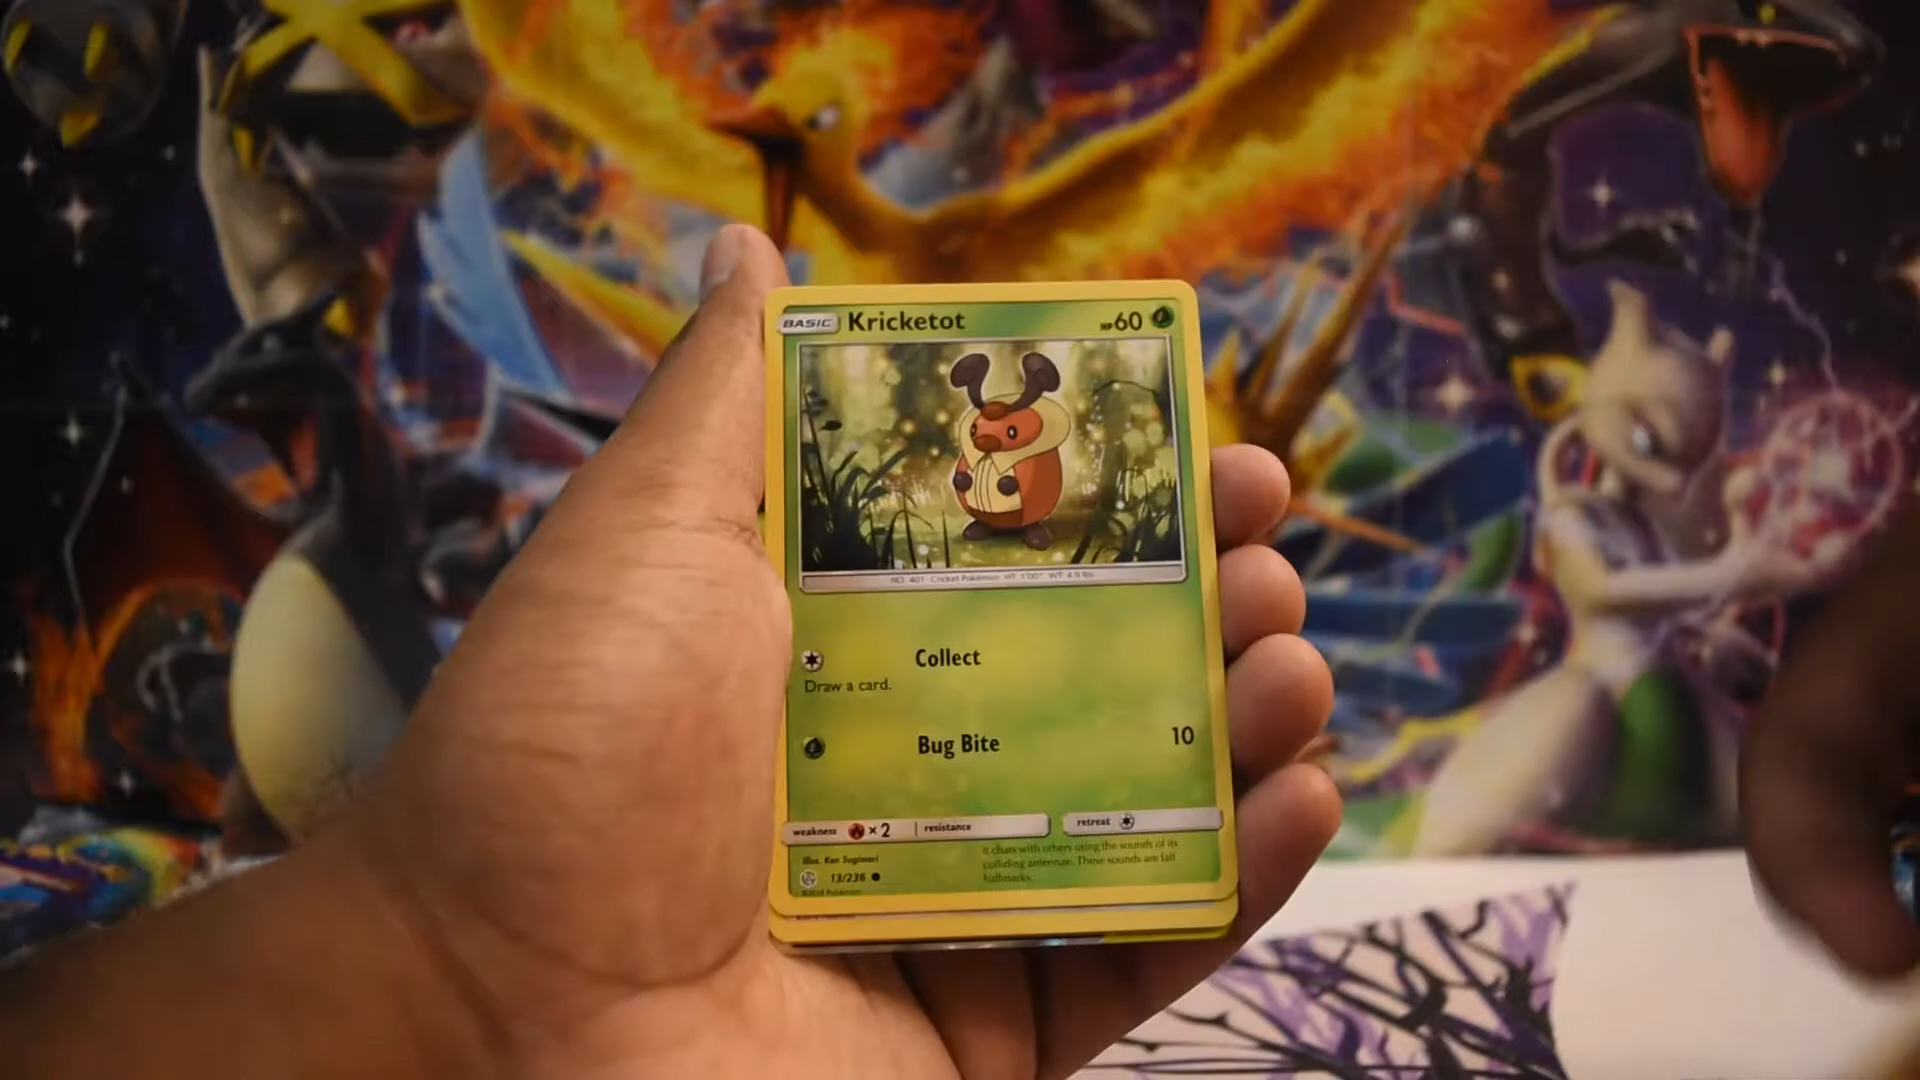 BASIC Kricketot HP60
NO. 401 Cricket Pokémon HT 1'00" WT 4.9 lbs
Collect
Draw a card.
Bug Bite 10
weakness ×2 resistance retreat
Illus. Ken Sugimori
13/236
It chats with others using the sounds of its
colliding antennae. These sounds are fall
hallmarks.